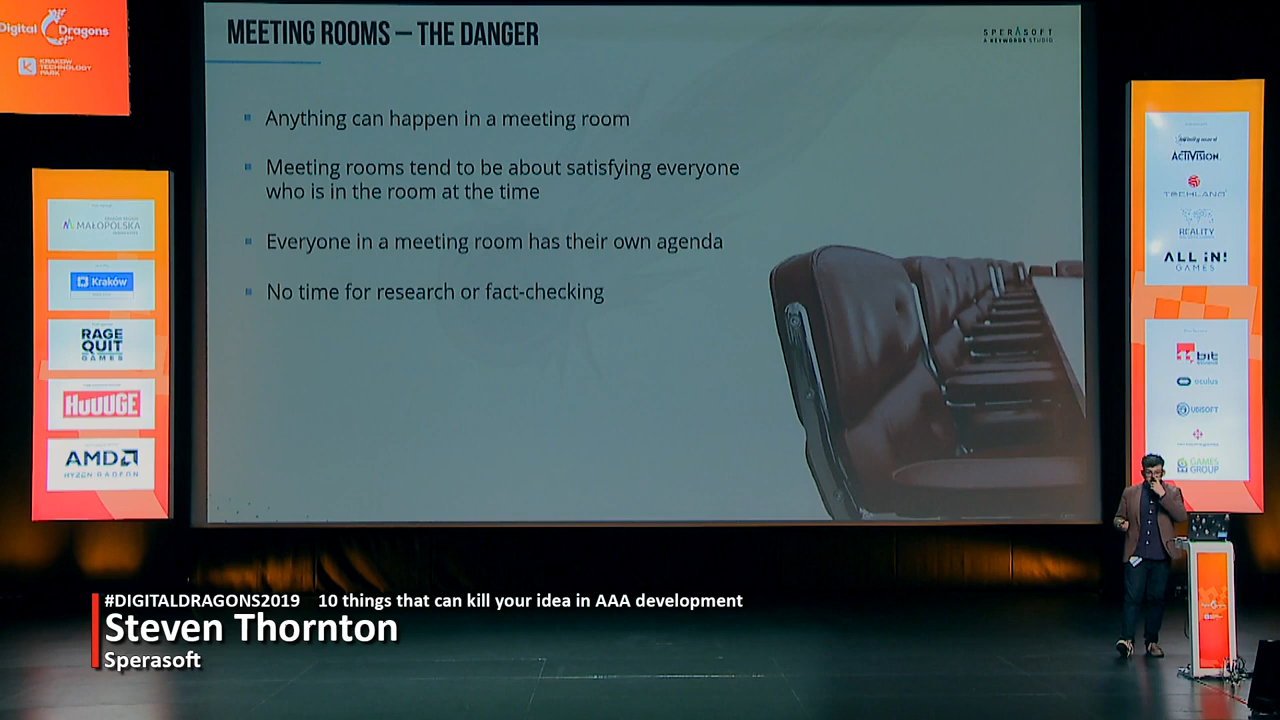 Digital Dragons
KRAKOW
TECHNOLOGY
PARK
MAŁOPOLSKA
Kraków
RAGE
QUIT
GAMES
HUUUGE
AMD
RYZEN RADEON
MEETING ROOMS – THE DANGER
SPERASOFT
A KEYWORDS STUDIO
Anything can happen in a meeting room
Meeting rooms tend to be about satisfying everyone
who is in the room at the time
Everyone in a meeting room has their own agenda
No time for research or fact-checking
ACTIVISION
TECHLAND
REALITY
ALL iN!
GAMES
11 bit
oculus
UBISOFT
GAMES
GROUP
#DIGITALDRAGONS2019 10 things that can kill your idea in AAA development
Steven Thornton
Sperasoft